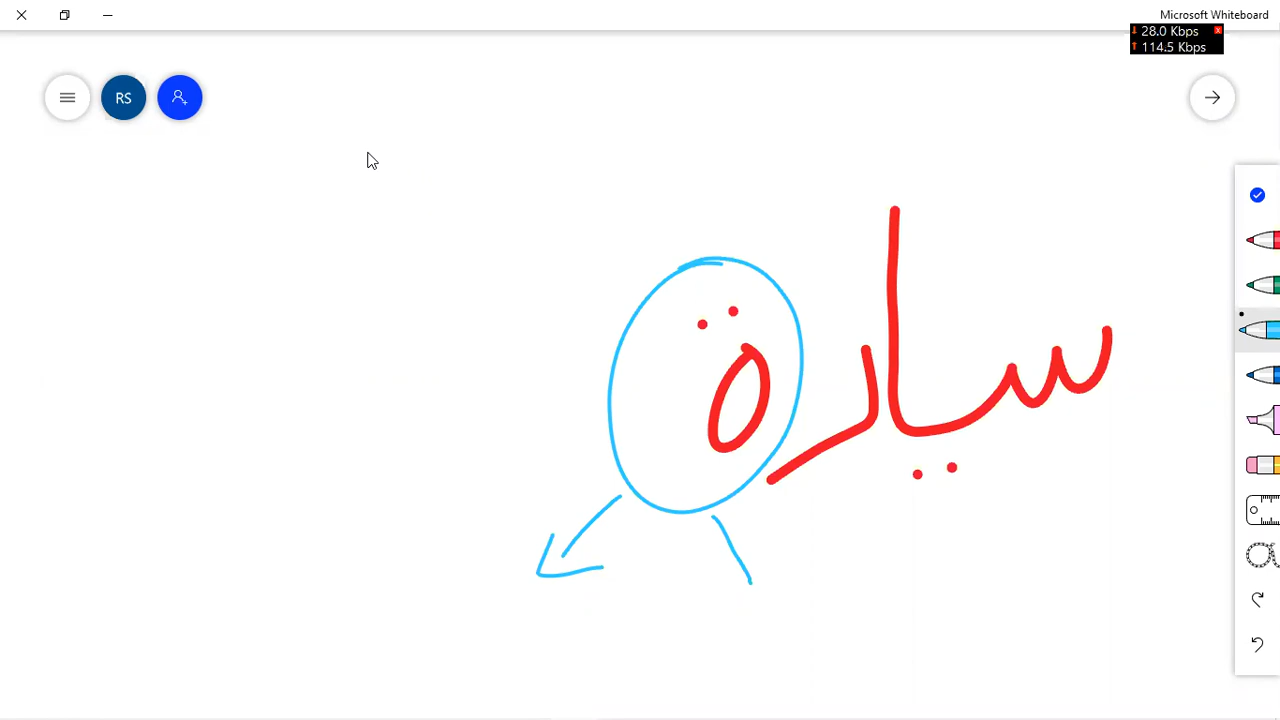 Microsoft Whiteboard
28.0 Kbps
114.5 Kbps
RS
سيارة